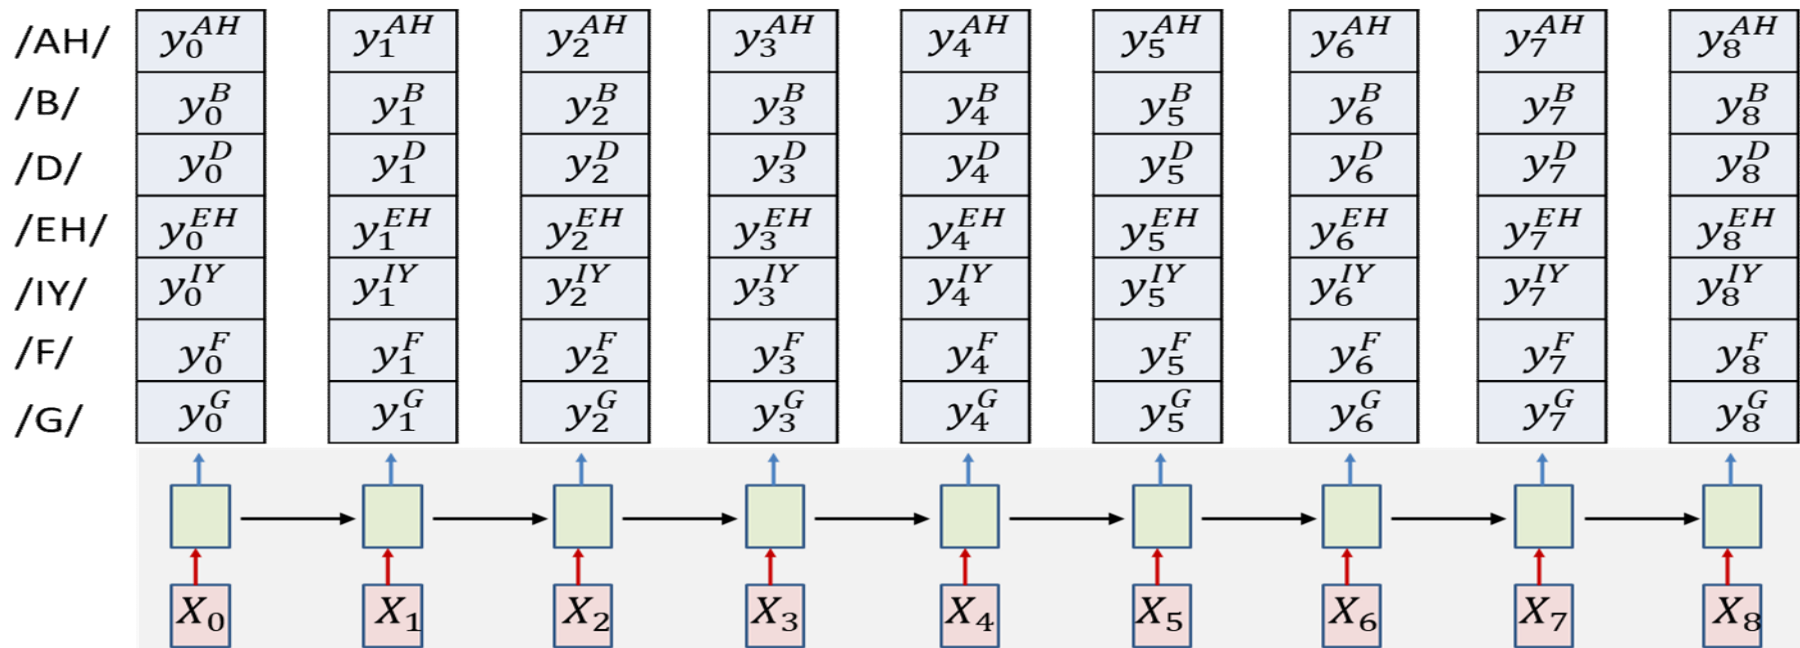 /AH/ y_0^{AH} y_1^{AH} y_2^{AH} y_3^{AH} y_4^{AH} y_5^{AH} y_6^{AH} y_7^{AH} y_8^{AH}
/B/ y_0^B y_1^B y_2^B y_3^B y_4^B y_5^B y_6^B y_7^B y_8^B
/D/ y_0^D y_1^D y_2^D y_3^D y_4^D y_5^D y_6^D y_7^D y_8^D
/EH/ y_0^{EH} y_1^{EH} y_2^{EH} y_3^{EH} y_4^{EH} y_5^{EH} y_6^{EH} y_7^{EH} y_8^{EH}
/IY/ y_0^{IY} y_1^{IY} y_2^{IY} y_3^{IY} y_4^{IY} y_5^{IY} y_6^{IY} y_7^{IY} y_8^{IY}
/F/ y_0^F y_1^F y_2^F y_3^F y_4^F y_5^F y_6^F y_7^F y_8^F
/G/ y_0^G y_1^G y_2^G y_3^G y_4^G y_5^G y_6^G y_7^G y_8^G
X_0 X_1 X_2 X_3 X_4 X_5 X_6 X_7 X_8